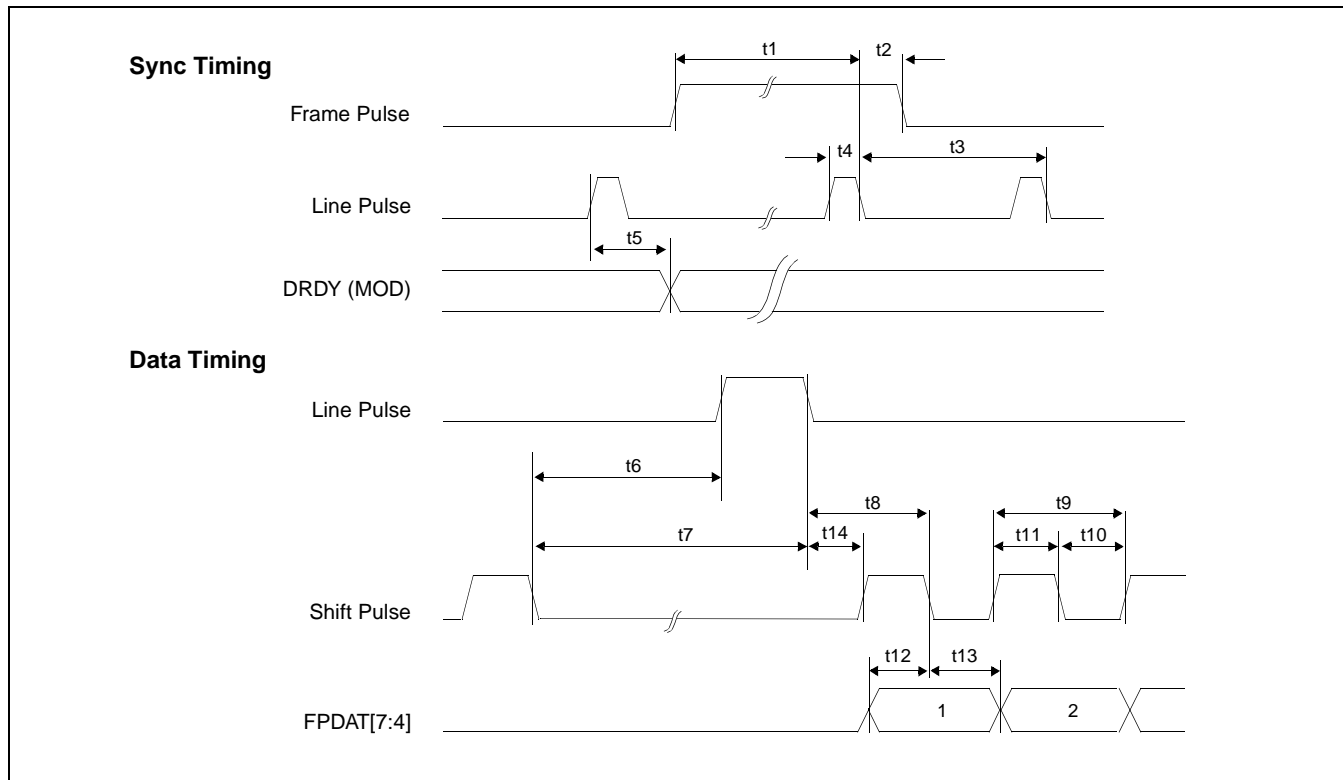 Sync Timing
t1
t2
Frame Pulse
t4
t3
Line Pulse
t5
DRDY (MOD)
Data Timing
Line Pulse
t6
t8
t9
t7
t14
t11
t10
Shift Pulse
t12
t13
FPDAT[7:4]
1
2